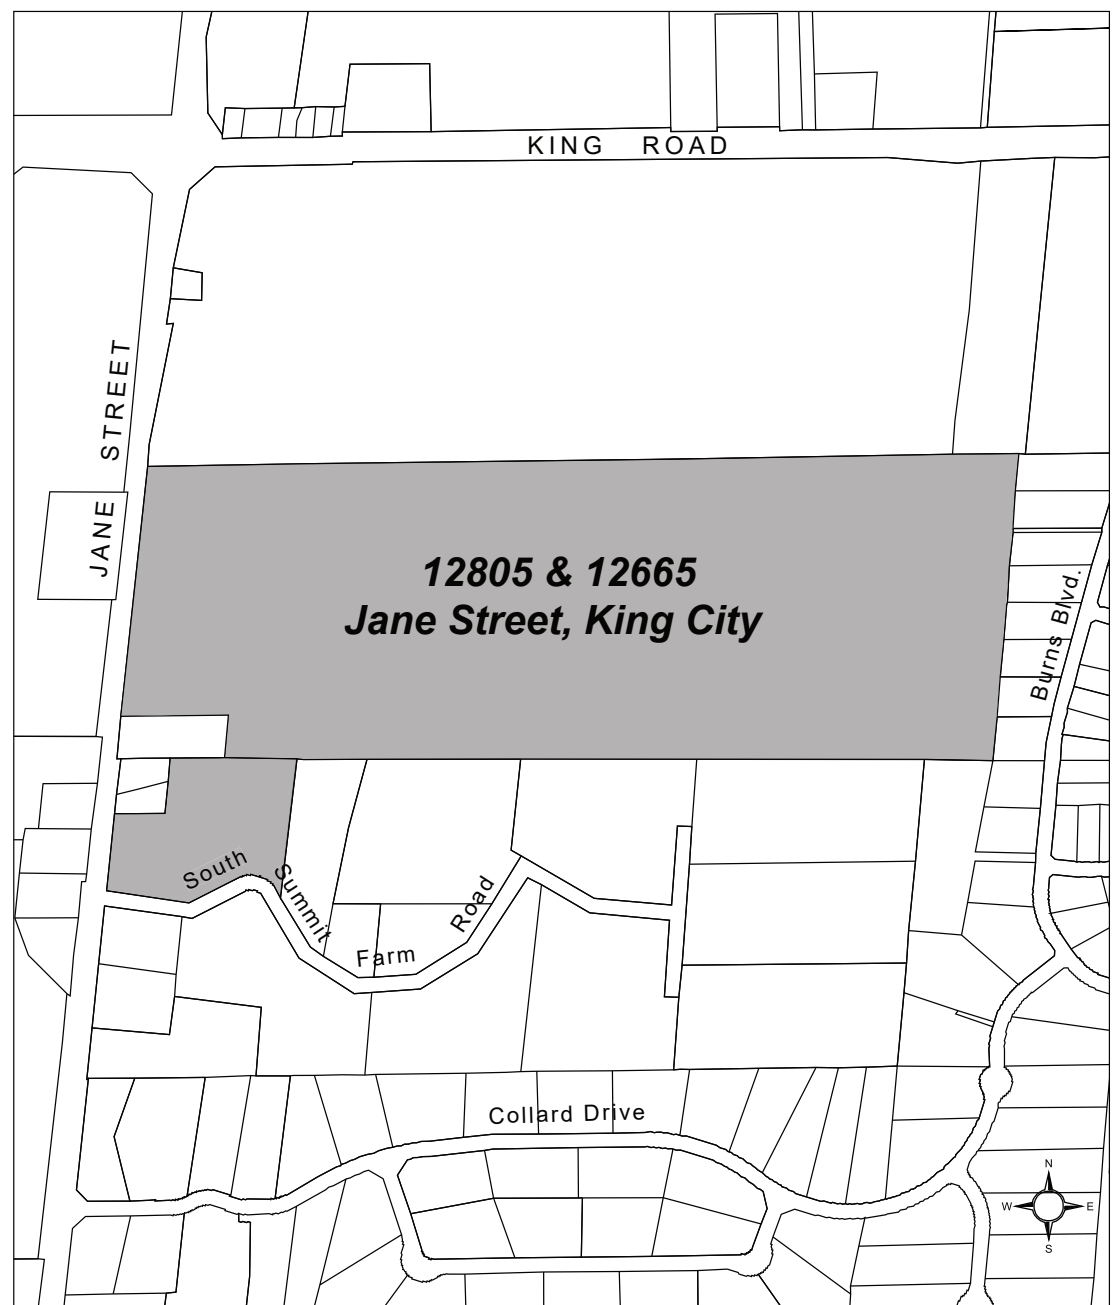 KING ROAD
JANE STREET
12805 & 12665
Jane Street, King City
Burns Blvd.
South Summit Farm Road
Collard Drive
N
W E
S